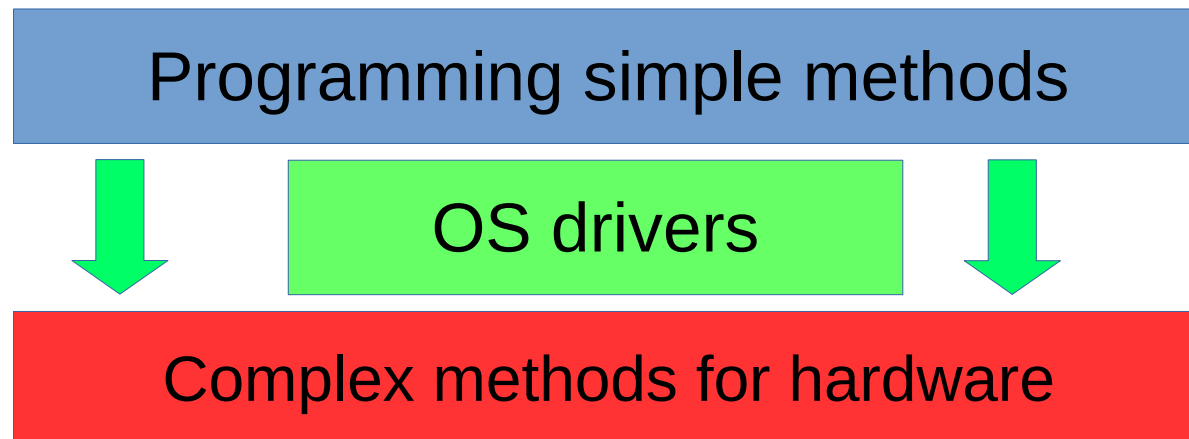 Programming simple methods
OS drivers
Complex methods for hardware